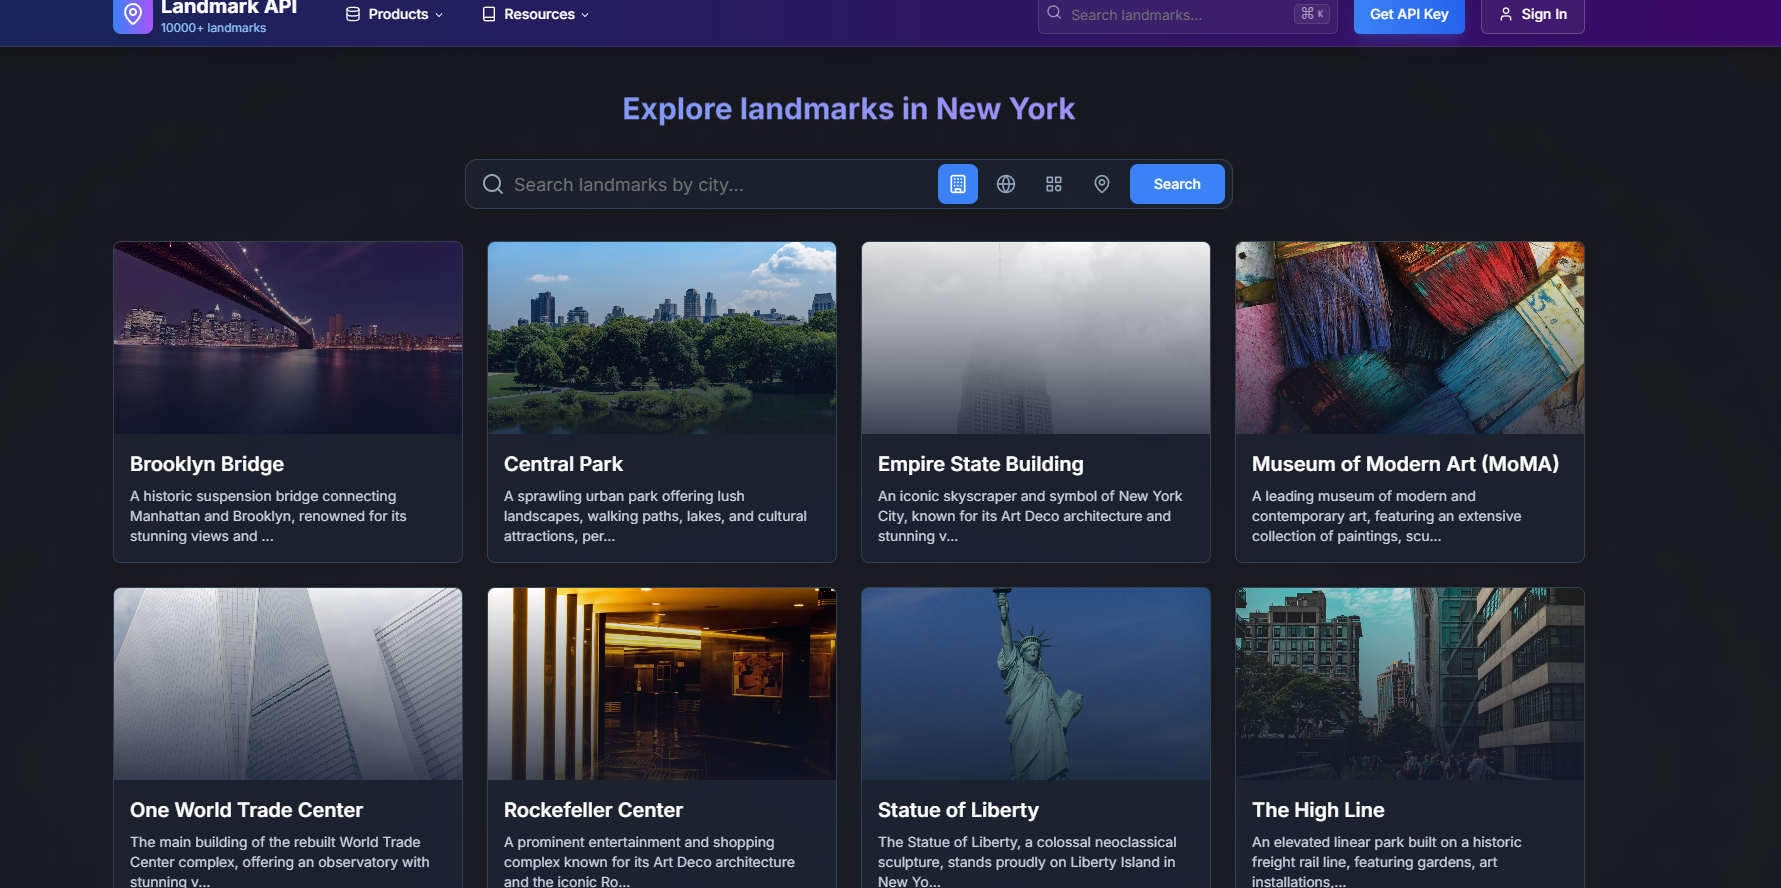 Landmark API
10000+ landmarks
Products
Resources
Search landmarks...
⌘ K
Get API Key
Sign In
Explore landmarks in New York
Search landmarks by city...
Search
Brooklyn Bridge
A historic suspension bridge connecting
Manhattan and Brooklyn, renowned for its
stunning views and ...
Central Park
A sprawling urban park offering lush
landscapes, walking paths, lakes, and cultural
attractions, per...
Empire State Building
An iconic skyscraper and symbol of New York
City, known for its Art Deco architecture and
stunning v...
Museum of Modern Art (MoMA)
A leading museum of modern and
contemporary art, featuring an extensive
collection of paintings, scu...
One World Trade Center
The main building of the rebuilt World Trade
Center complex, offering an observatory with
stunning v...
Rockefeller Center
A prominent entertainment and shopping
complex known for its Art Deco architecture
and the iconic Ro...
Statue of Liberty
The Statue of Liberty, a colossal neoclassical
sculpture, stands proudly on Liberty Island in
New Yo...
The High Line
An elevated linear park built on a historic
freight rail line, featuring gardens, art
installations,...